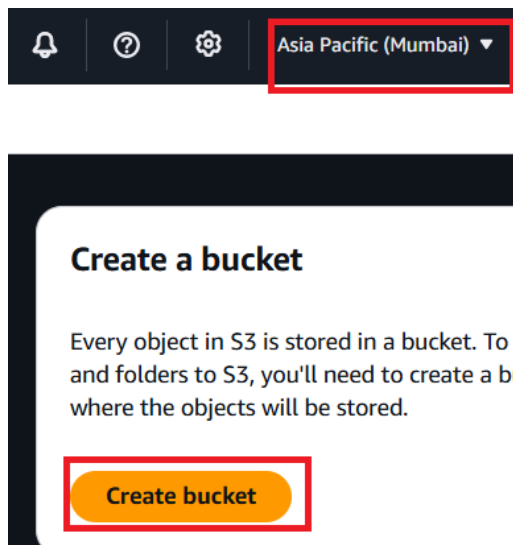 Asia Pacific (Mumbai)
Create a bucket
Every object in S3 is stored in a bucket. To
and folders to S3, you'll need to create a
where the objects will be stored.
Create bucket